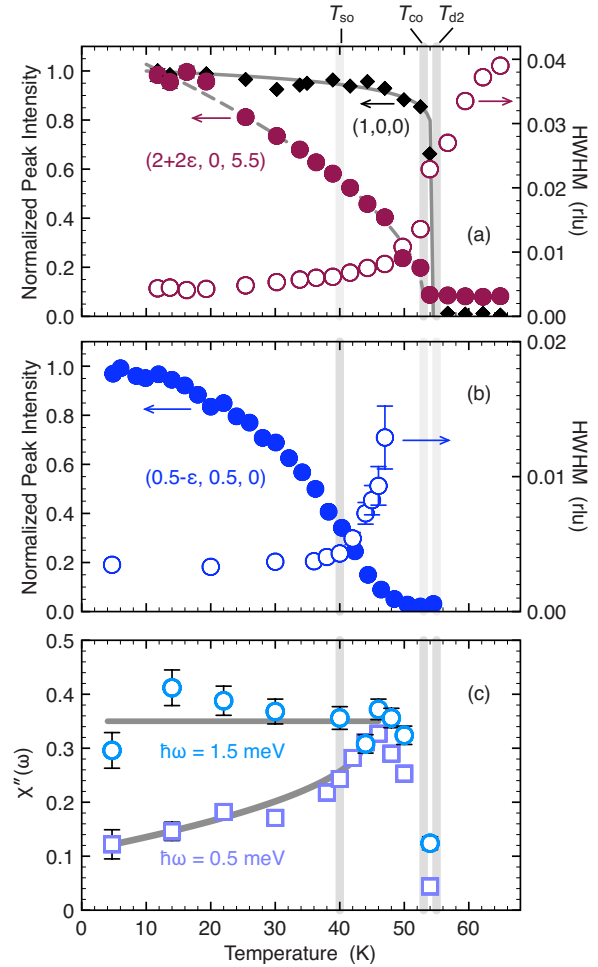 Tso Tco Td2
1.0
0.8
0.6
0.4
0.2
0.0
Normalized Peak Intensity
(1,0,0)
(2+2ε, 0, 5.5)
(a)
0.04
0.03
0.02
0.01
0.00
HWHM (rlu)
1.0
0.8
0.6
0.4
0.2
0.0
Normalized Peak Intensity
(b)
(0.5-ε, 0.5, 0)
0.02
0.01
0.00
HWHM (rlu)
0.5
0.4
0.3
0.2
0.1
0
χ″(ω)
(c)
ħω = 1.5 meV
ħω = 0.5 meV
0 10 20 30 40 50 60
Temperature (K)